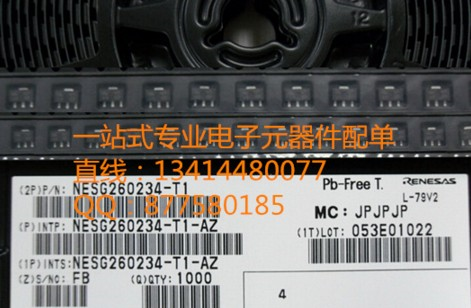 12
一站式专业电子元器件配单
直线：13414480077
QQ：877580185
(2P)P/N: NESG260234-T1
Pb-Free T. RENESAS
L-79V2
MC: JPJPJP
(P)INTP: NESG260234-T1-AZ
(1T)LOT: 053E01022
(1P)INTS: NESG260234-T1-AZ
(Z)S/NO: FB (Q)QTY: 1000
4